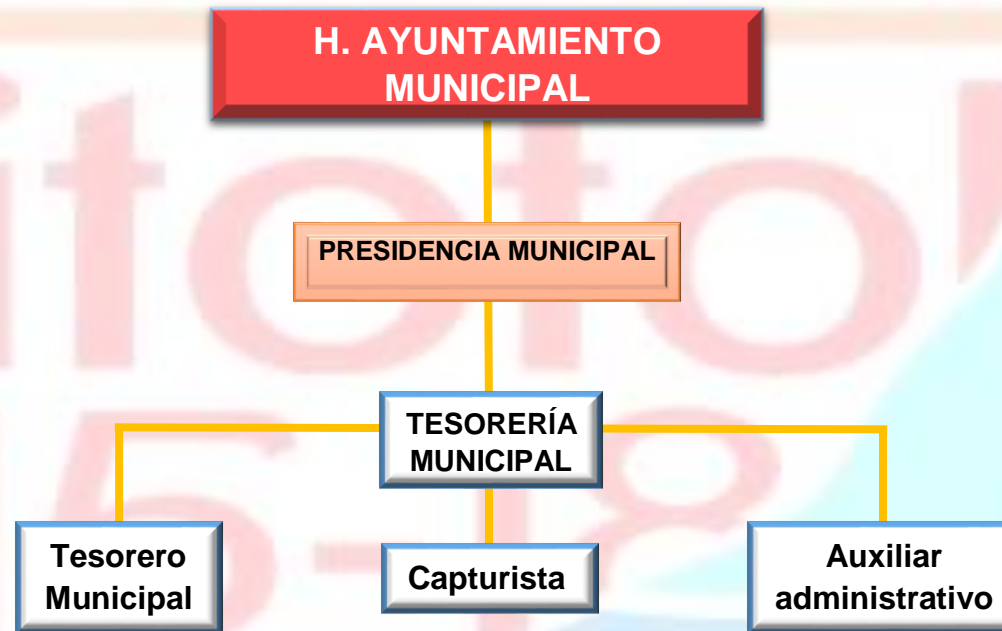 H. AYUNTAMIENTO
MUNICIPAL
PRESIDENCIA MUNICIPAL
TESORERÍA
MUNICIPAL
Tesorero
Municipal
Capturista
Auxiliar
administrativo